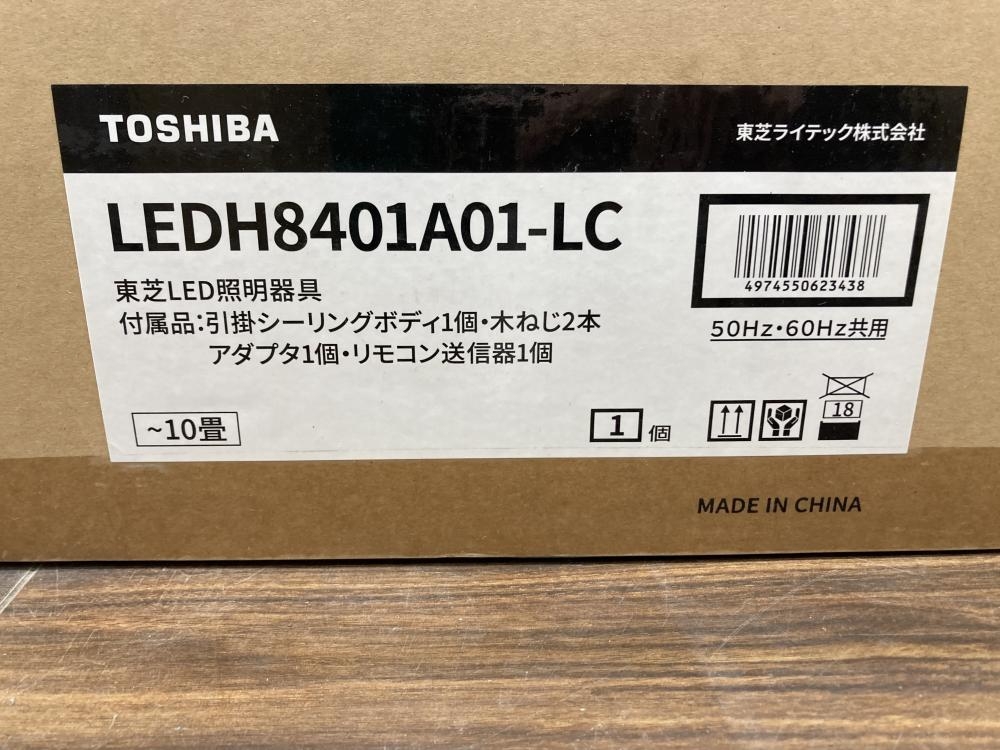 TOSHIBA
東芝ライテック株式会社
LEDH8401A01-LC
4974550623438
東芝LED照明器具
付属品:引掛シーリングボディ1個・木ねじ2本
アダプタ1個・リモコン送信器1個
50Hz・60Hz共用
~10畳
1個
18
MADE IN CHINA